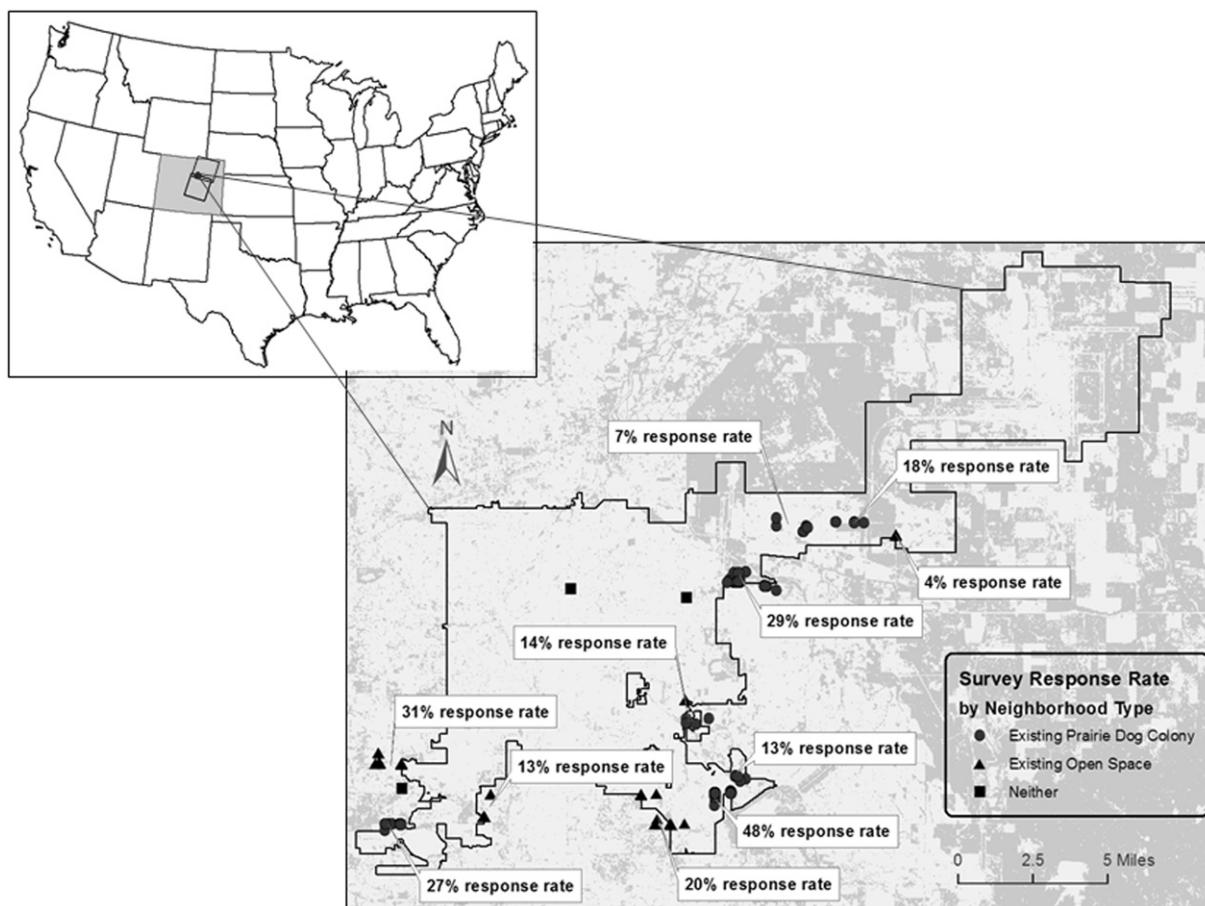 N
7% response rate
18% response rate
4% response rate
29% response rate
14% response rate
31% response rate
13% response rate
13% response rate
48% response rate
27% response rate
20% response rate
Survey Response Rate
by Neighborhood Type
Existing Prairie Dog Colony
Existing Open Space
Neither
0 2.5 5 Miles